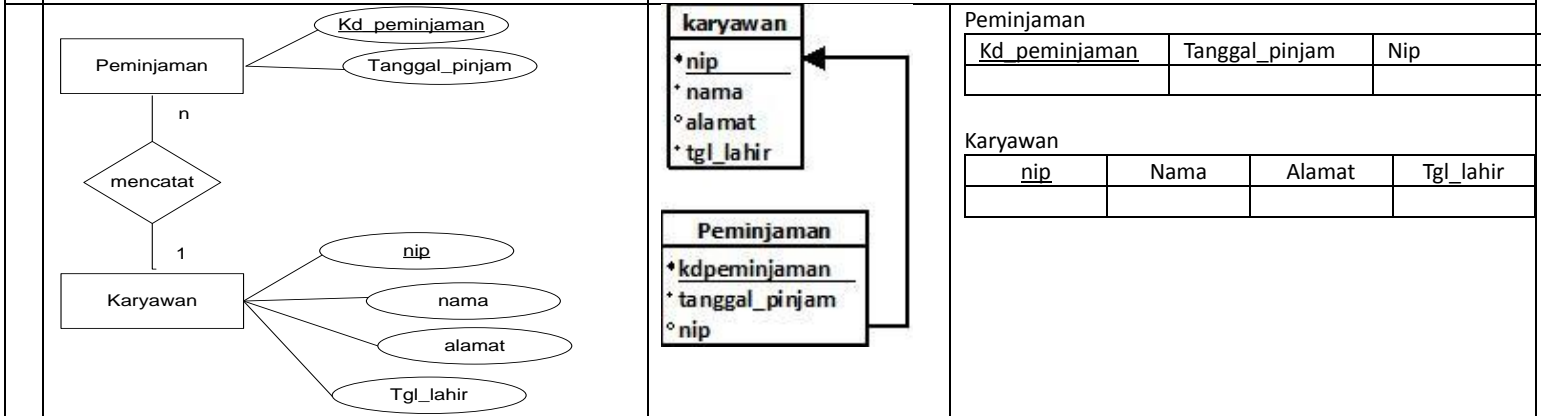 Kd_peminjaman
Peminjaman
Tanggal_pinjam
n
mencatat
1
Karyawan
nip
nama
alamat
Tgl_lahir
karyawan
nip
nama
alamat
tgl_lahir
Peminjaman
kdpeminjaman
tanggal_pinjam
nip
Peminjaman
Kd_peminjaman Tanggal_pinjam Nip
Karyawan
nip Nama Alamat Tgl_lahir